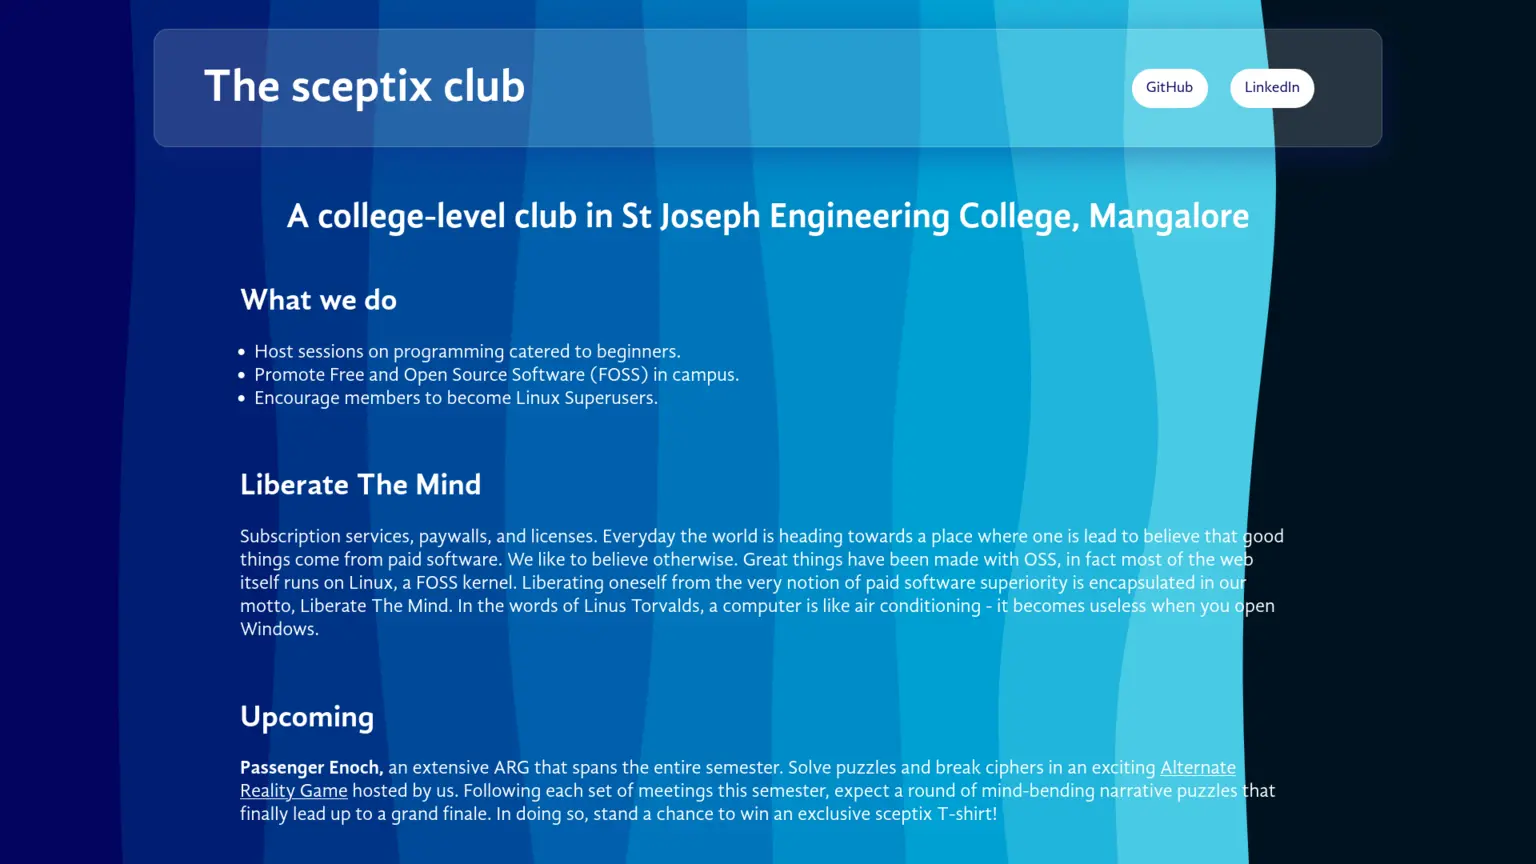 The sceptix club
GitHub
LinkedIn
A college-level club in St Joseph Engineering College, Mangalore
What we do
• Host sessions on programming catered to beginners.
• Promote Free and Open Source Software (FOSS) in campus.
• Encourage members to become Linux Superusers.
Liberate The Mind
Subscription services, paywalls, and licenses. Everyday the world is heading towards a place where one is lead to believe that good
things come from paid software. We like to believe otherwise. Great things have been made with OSS, in fact most of the web
itself runs on Linux, a FOSS kernel. Liberating oneself from the very notion of paid software superiority is encapsulated in our
motto, Liberate The Mind. In the words of Linus Torvalds, a computer is like air conditioning - it becomes useless when you open
Windows.
Upcoming
Passenger Enoch, an extensive ARG that spans the entire semester. Solve puzzles and break ciphers in an exciting Alternate
Reality Game hosted by us. Following each set of meetings this semester, expect a round of mind-bending narrative puzzles that
finally lead up to a grand finale. In doing so, stand a chance to win an exclusive sceptix T-shirt!